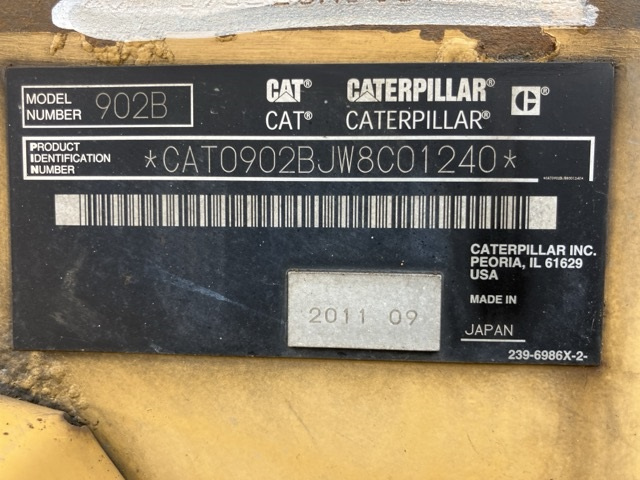 MODEL
NUMBER
902B
CAT® CATERPILLAR® C
CAT® CATERPILLAR®
PRODUCT
IDENTIFICATION
NUMBER
*CAT0902BJW8C01240*
CATERPILLAR INC.
PEORIA, IL 61629
USA
MADE IN
JAPAN
2011 09
239-6986X-2-